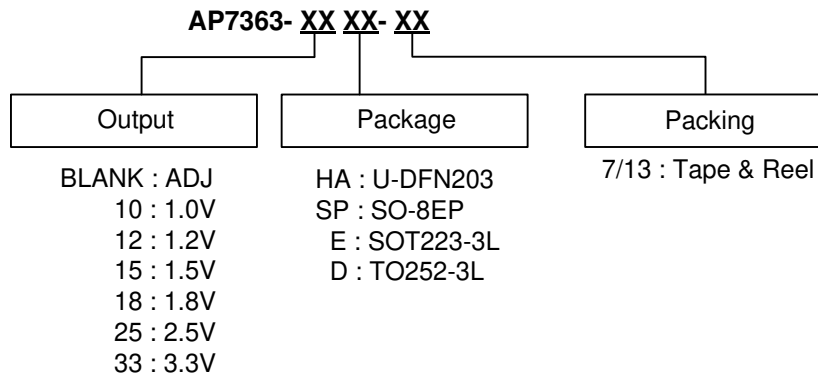 AP7363- XX XX- XX
Output
Package
Packing
BLANK : ADJ
10 : 1.0V
12 : 1.2V
15 : 1.5V
18 : 1.8V
25 : 2.5V
33 : 3.3V
HA : U-DFN203
SP : SO-8EP
E : SOT223-3L
D : TO252-3L
7/13 : Tape & Reel